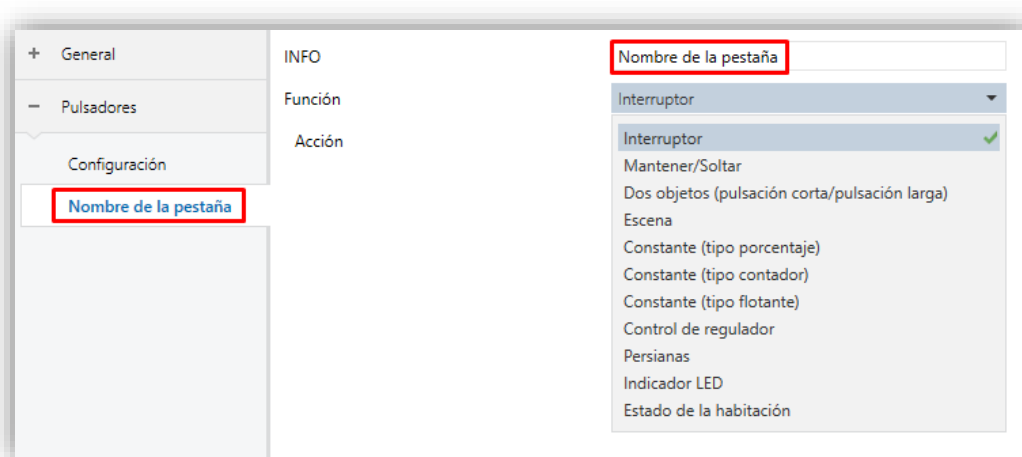 + General
− Pulsadores
Configuración
Nombre de la pestaña
INFO
Nombre de la pestaña
Función
Interruptor
Acción
Interruptor
Mantener/Soltar
Dos objetos (pulsación corta/pulsación larga)
Escena
Constante (tipo porcentaje)
Constante (tipo contador)
Constante (tipo flotante)
Control de regulador
Persianas
Indicador LED
Estado de la habitación